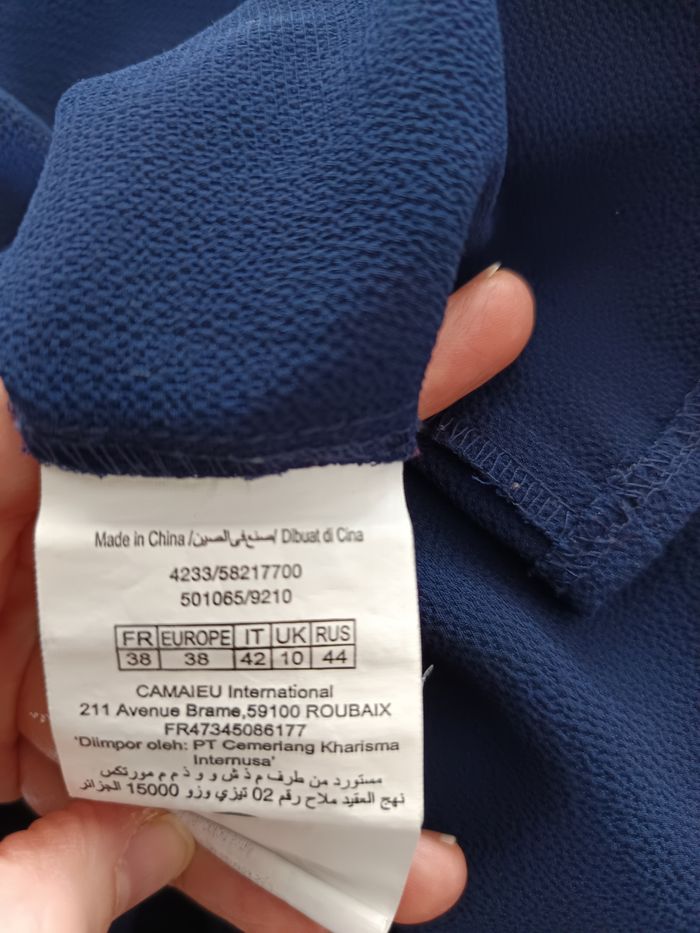 Made in China /صنع في الصين/ Dibuat di Cina
4233/58217700
501065/9210
FR EUROPE IT UK RUS
38 38 42 10 44
CAMAIEU International
211 Avenue Brame,59100 ROUBAIX
FR47345086177
'Diimpor oleh: PT Cemerlang Kharisma
Internusa'
مستورد من طرف م ذ ش و و ذ م م مورتكس
نهج العقيد ملاح رقم 02 تيزي وزو 15000 الجزائر